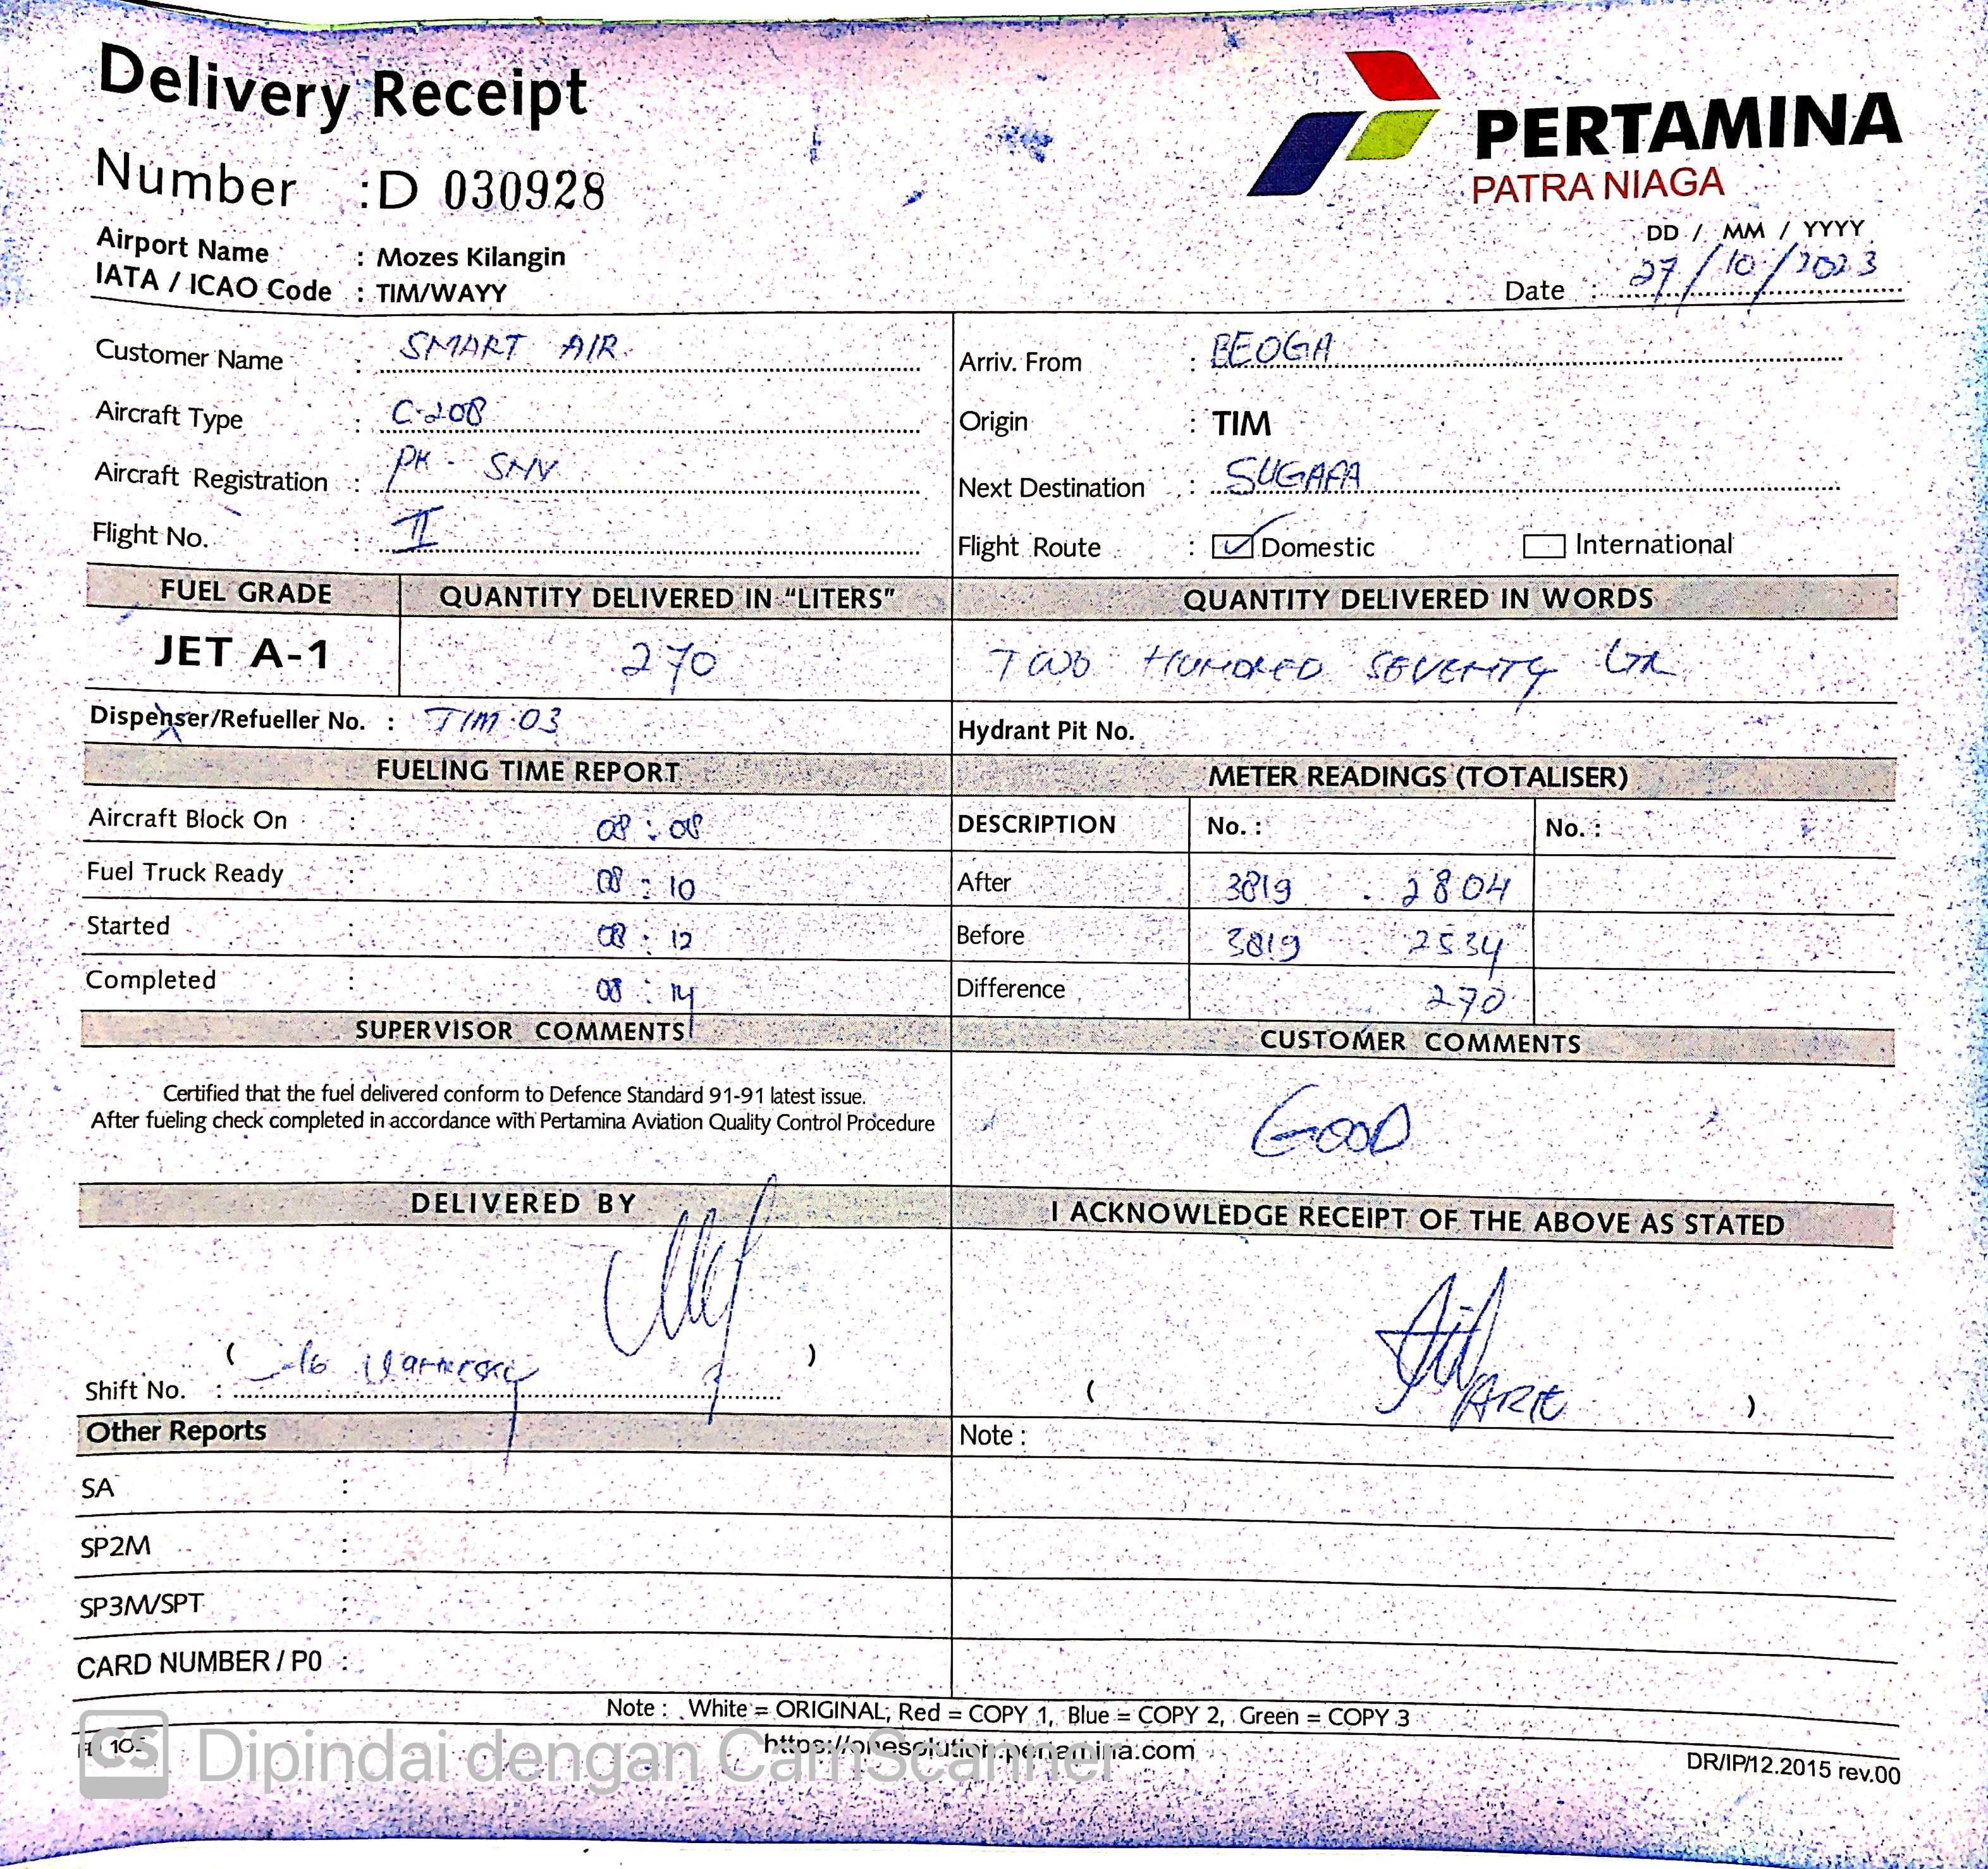 Delivery Receipt
Number : D 030928
PERTAMINA
PATRA NIAGA
Airport Name : Mozes Kilangin
IATA / ICAO Code : TIM/WAYY
DD / MM / YYYY
Date : 27/10/2023
Customer Name : SMART AIR
Arriv. From : BEOGA
Aircraft Type : C-208
Origin : TIM
Aircraft Registration : PK - SNN
Next Destination : SUGAPA
Flight No. : II
Flight Route : Domestic International
FUEL GRADE QUANTITY DELIVERED IN "LITERS" QUANTITY DELIVERED IN WORDS
JET A-1 270 TWO HUNDRED SEVENTY LTR
Dispenser/Refueller No. : TIM 03 Hydrant Pit No.
FUELING TIME REPORT METER READINGS (TOTALISER)
Aircraft Block On : 08 : 08 DESCRIPTION No. : No. :
Fuel Truck Ready : 08 : 10 After 3819 2804
Started : 08 : 12 Before 3819 2534
Completed : 08 : 14 Difference 270
SUPERVISOR COMMENTS CUSTOMER COMMENTS
Certified that the fuel delivered conform to Defence Standard 91-91 latest issue.
After fueling check completed in accordance with Pertamina Aviation Quality Control Procedure
GOOD
DELIVERED BY I ACKNOWLEDGE RECEIPT OF THE ABOVE AS STATED
( )
Shift No. :
( )
Other Reports Note :
SA :
SP2M :
SP3M/SPT :
CARD NUMBER / P0 :
Note : White = ORIGINAL, Red = COPY 1, Blue = COPY 2, Green = COPY 3
https://onesolution.pertamina.com
DR/IP/12.2015 rev.00
CS Dipindai dengan CamScanner